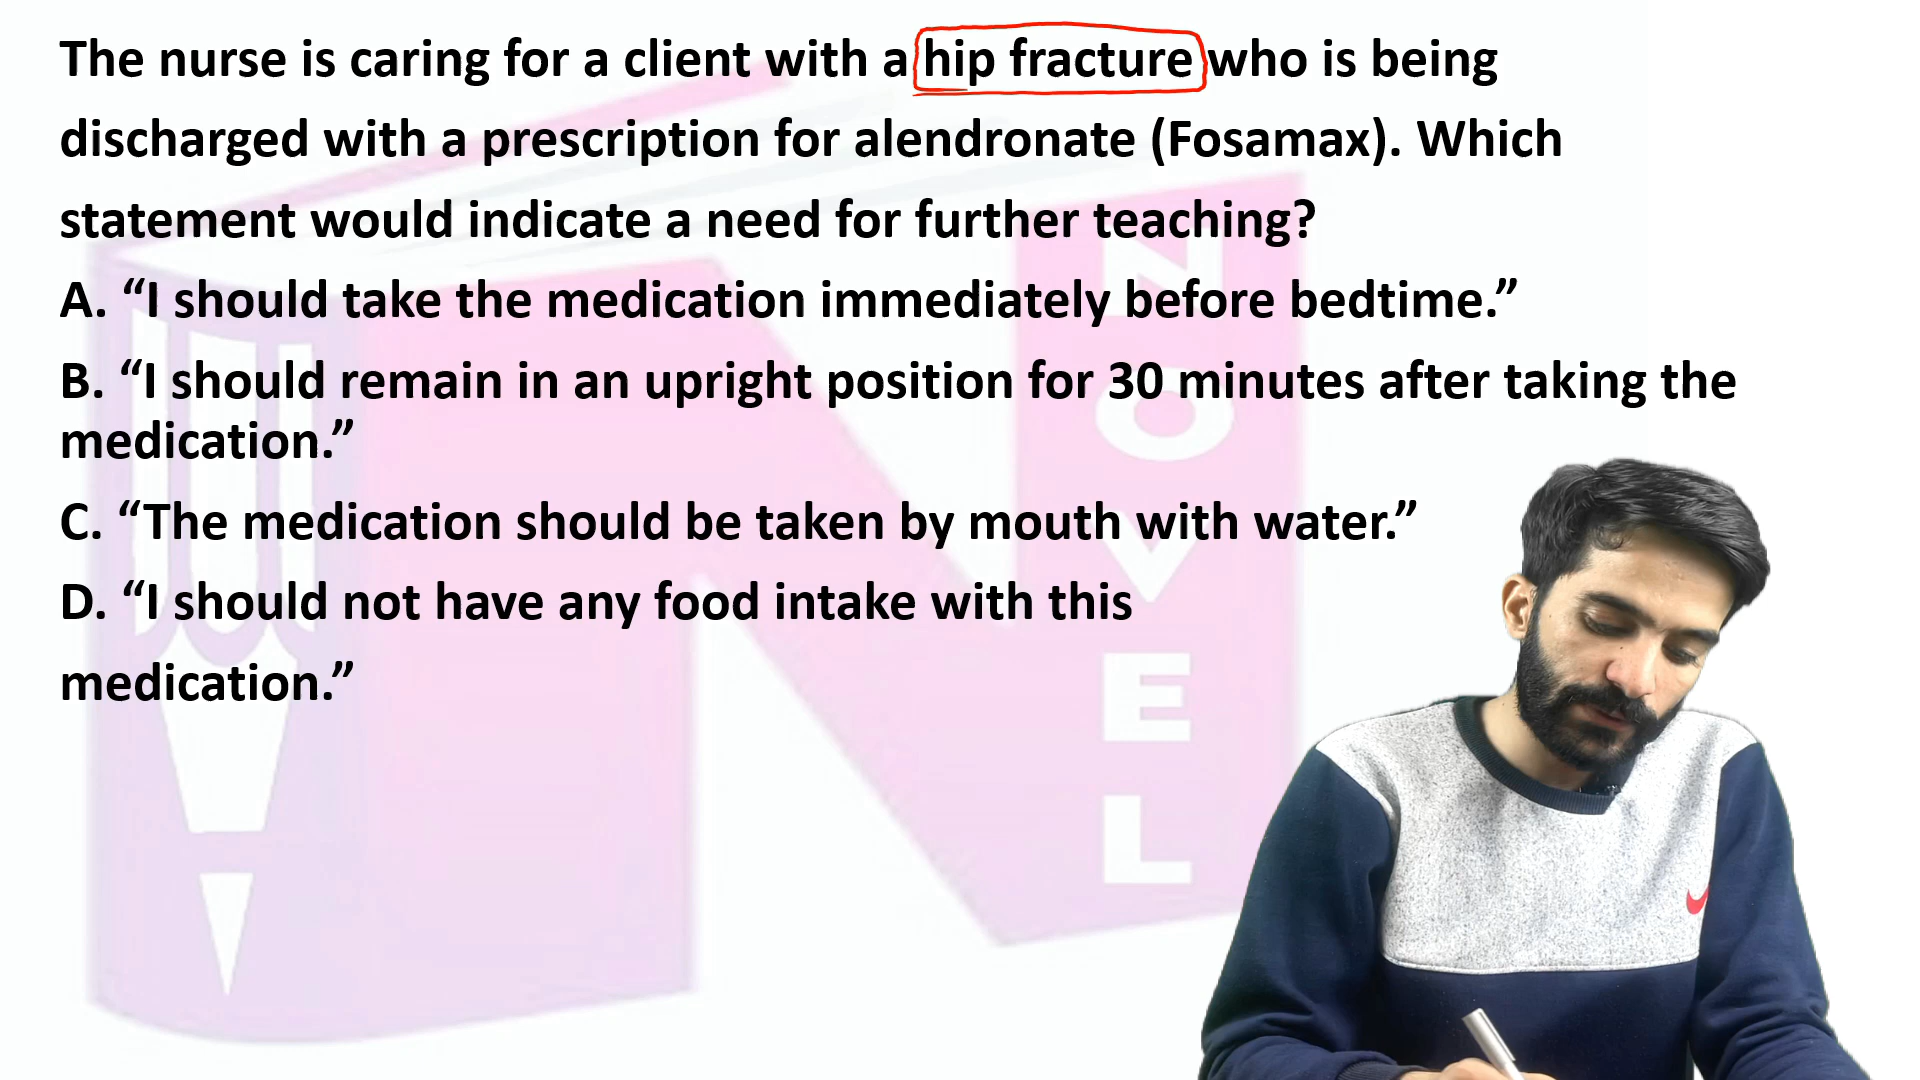 The nurse is caring for a client with a hip fracture who is being
discharged with a prescription for alendronate (Fosamax). Which
statement would indicate a need for further teaching?
A. “I should take the medication immediately before bedtime.”
B. “I should remain in an upright position for 30 minutes after taking the
medication.”
C. “The medication should be taken by mouth with water.”
D. “I should not have any food intake with this
medication.”
NOVEL